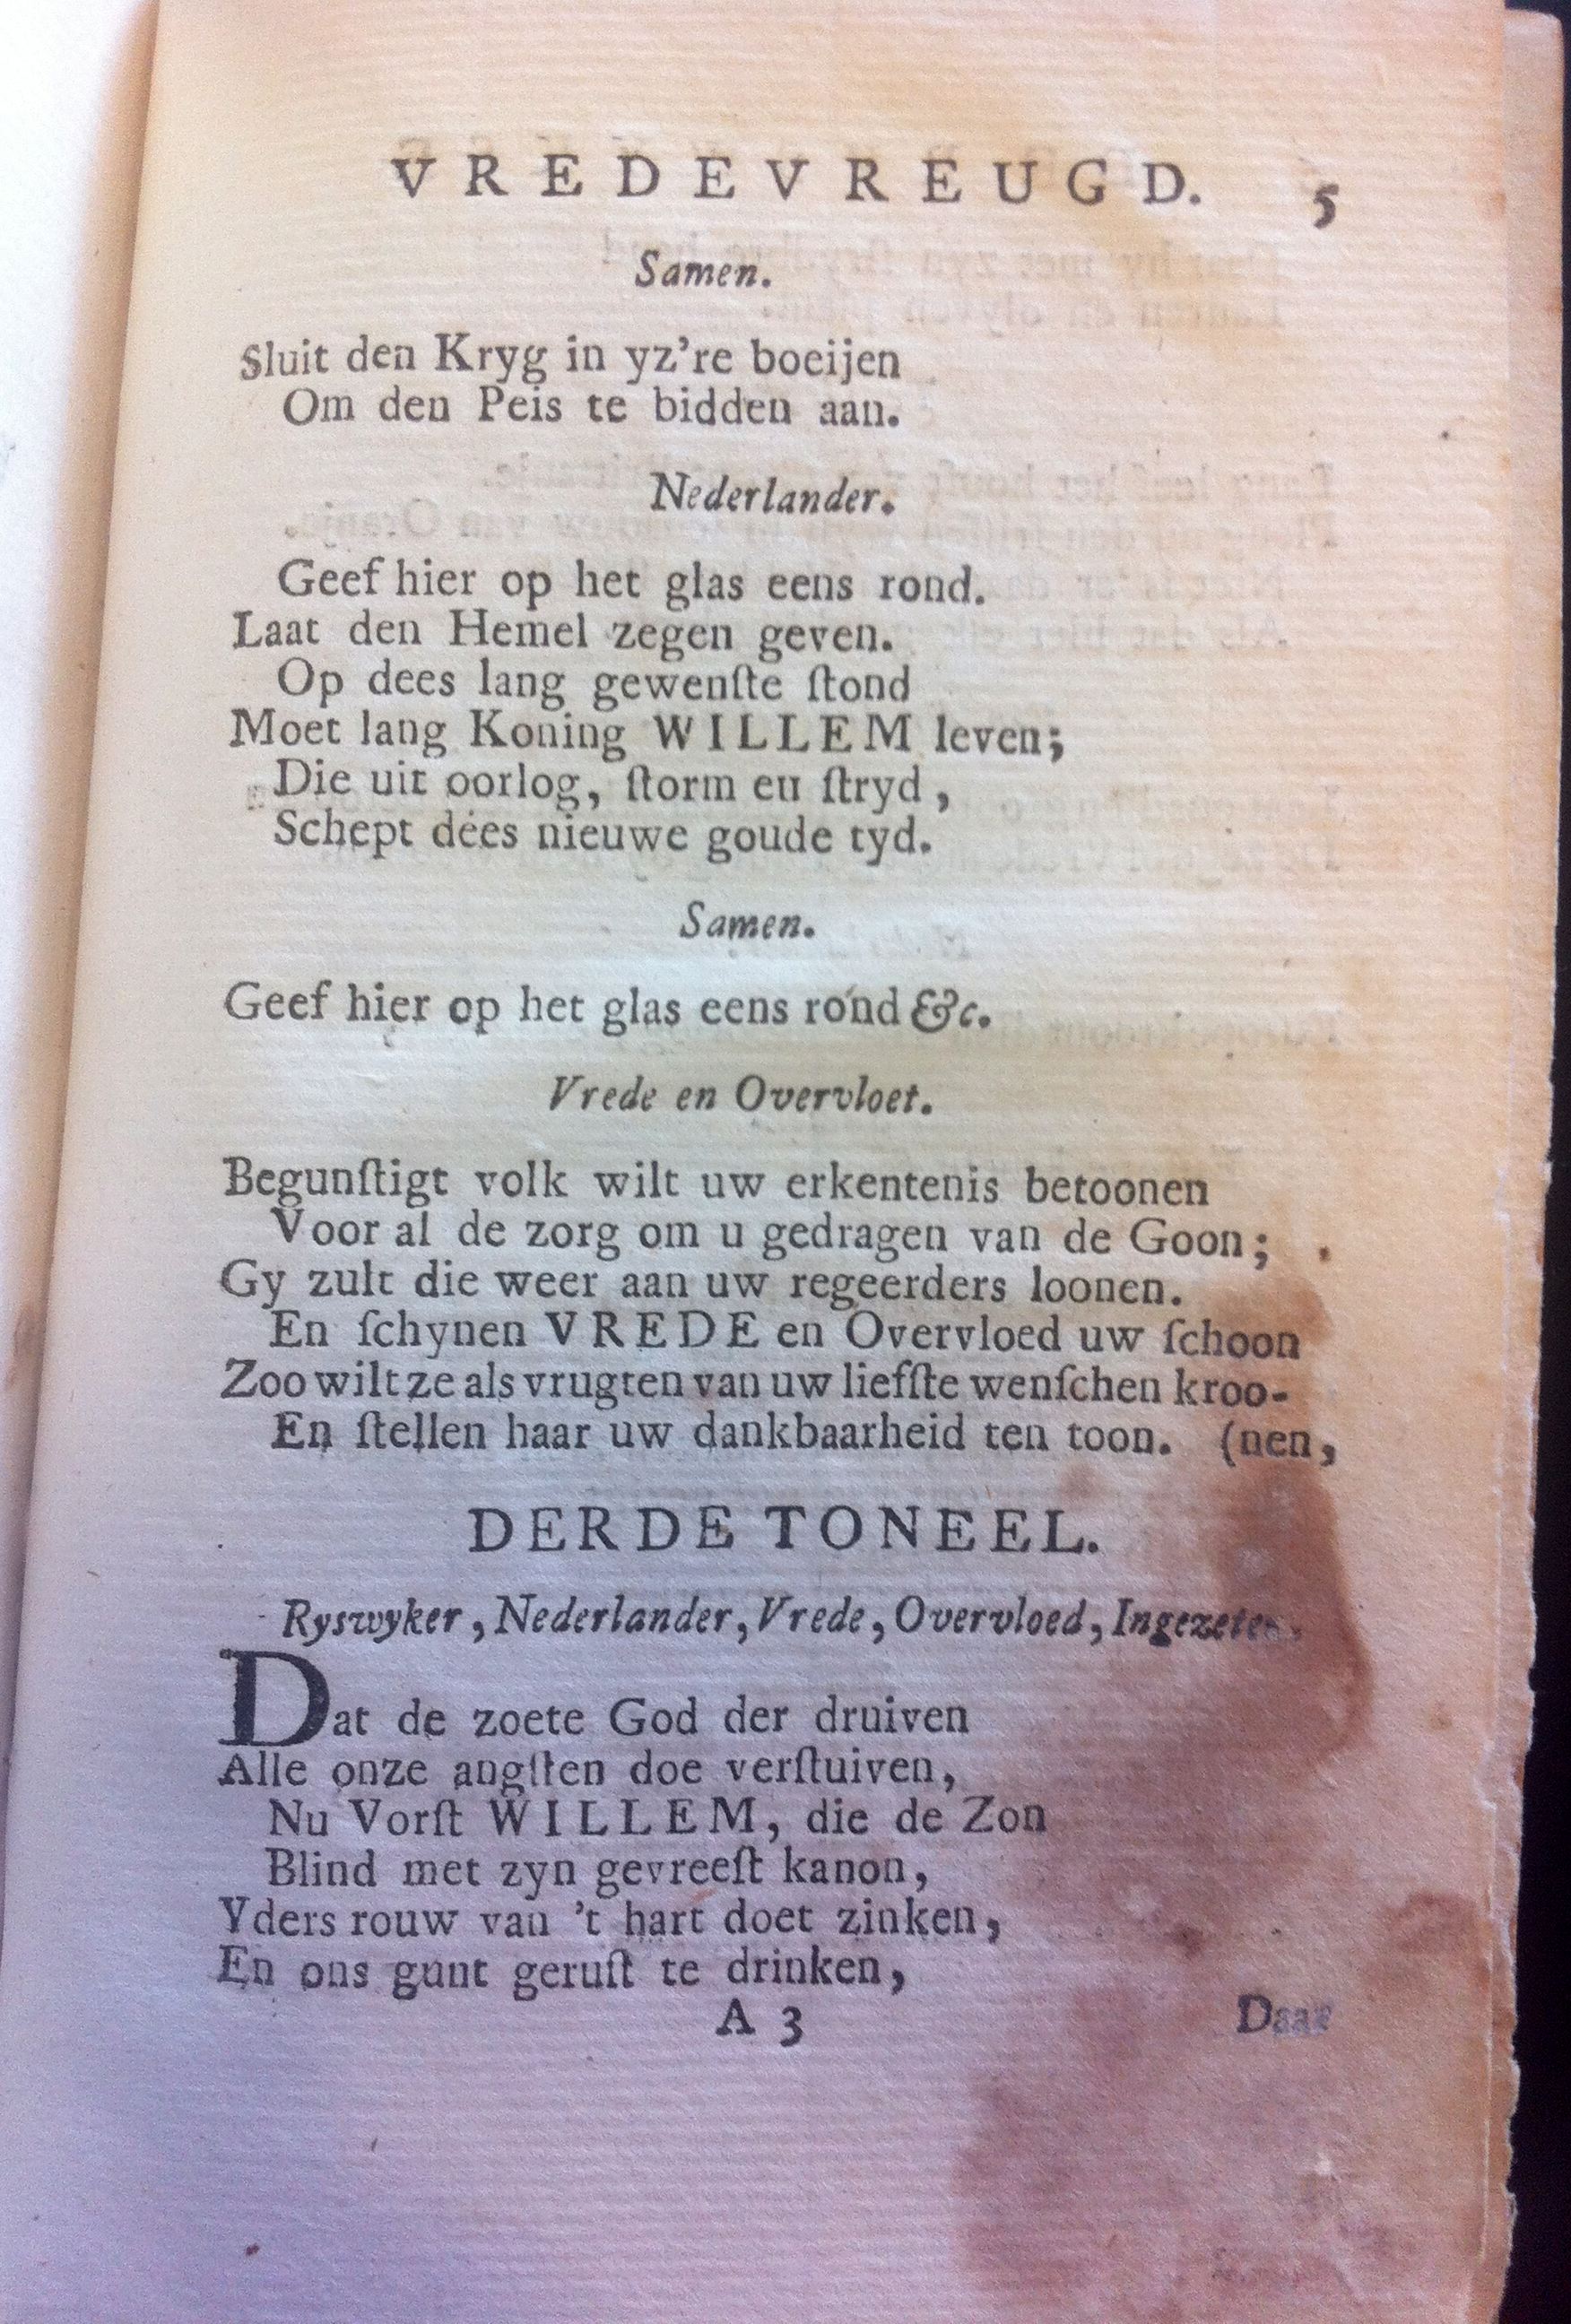 VREDEVREUGD. 5
Samen.
Sluit den Kryg in yz're boeijen
Om den Peis te bidden aan.
Nederlander.
Geef hier op het glas eens rond.
Laat den Hemel zegen geven.
Op dees lang gewenſte ſtond
Moet lang Koning WILLEM leven;
Die uit oorlog, ſtorm en ſtryd,
Schept dees nieuwe goude tyd.
Samen.
Geef hier op het glas eens rond &c.
Vrede en Overvloet.
Begunſtigt volk wilt uw erkentenis betoonen
Voor al de zorg om u gedragen van de Goon;
Gy zult die weer aan uw regeerders loonen.
En ſchynen VREDE en Overvloed uw ſchoon
Zoo wilt ze als vrugten van uw liefſte wenſchen kroo-
En ſtellen haar uw dankbaarheid ten toon. (nen,
DERDE TONEEL.
Ryswyker, Nederlander, Vrede, Overvloed, Ingezeten.
Dat de zoete God der druiven
Alle onze angſten doe verſtuiven,
Nu Vorſt WILLEM, die de Zon
Blind met zyn gevreeſt kanon,
Yders rouw van 't hart doet zinken,
En ons gunt geruſt te drinken,
A 3 Daar